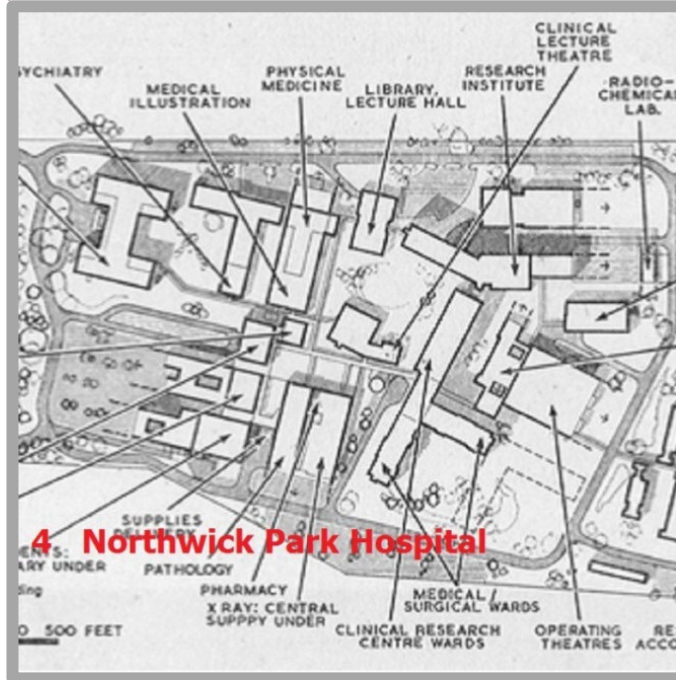 CLINICAL
LECTURE
THEATRE
SYCHIATRY
PHYSICAL
MEDICINE
RESEARCH
INSTITUTE
RADIO-
CHEMICAL
LAB.
MEDICAL
ILLUSTRATION
LIBRARY,
LECTURE HALL
4 Northwick Park Hospital
SUPPLIES
DELIVERY
ENTS:
ARY UNDER
PATHOLOGY
PHARMACY
X RAY: CENTRAL
SUPPPY UNDER
MEDICAL /
SURGICAL WARDS
500 FEET
CLINICAL RESEARCH
CENTRE WARDS
OPERATING
THEATRES
RE
ACCO